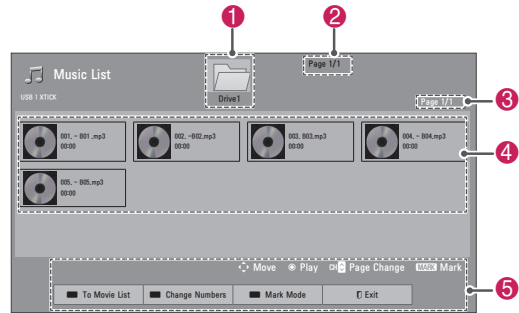 1
2
Page 1/1
Music List
USB 1 XTICK
Drive1
3
Page 1/1
001. - B01 .mp3
00:00
002. -B02.mp3
00:00
003. B03.mp3
00:00
004. - B04.mp3
00:00
4
005. - B05.mp3
00:00
Move
Play
Page Change
MARK Mark
5
To Movie List
Change Numbers
Mark Mode
Exit